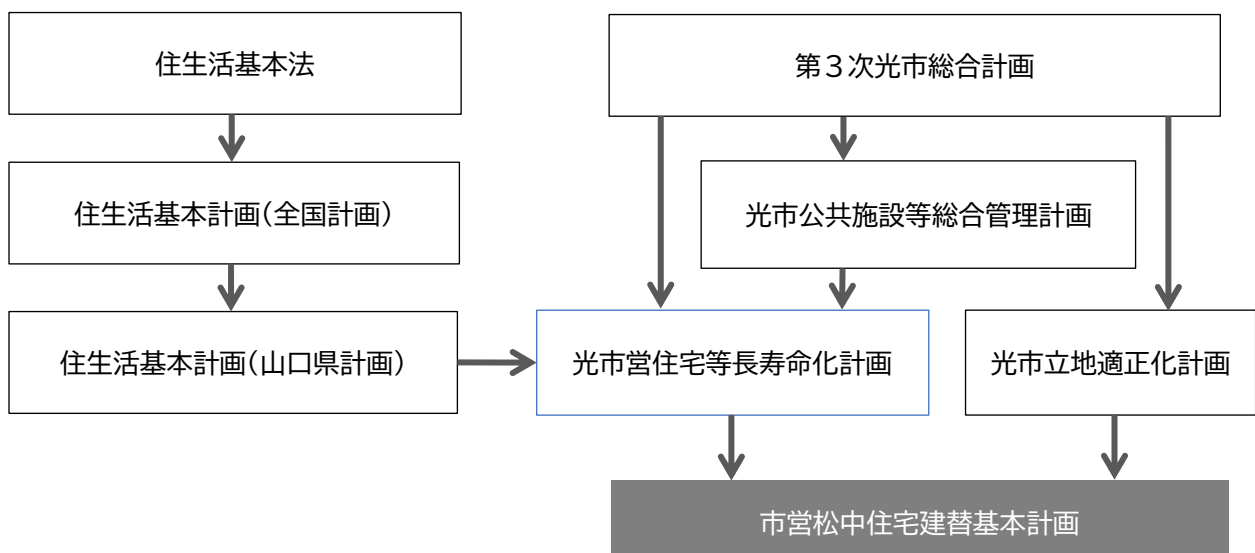 住生活基本法
第３次光市総合計画
住生活基本計画(全国計画)
光市公共施設等総合管理計画
住生活基本計画(山口県計画)
光市営住宅等長寿命化計画
光市立地適正化計画
市営松中住宅建替基本計画